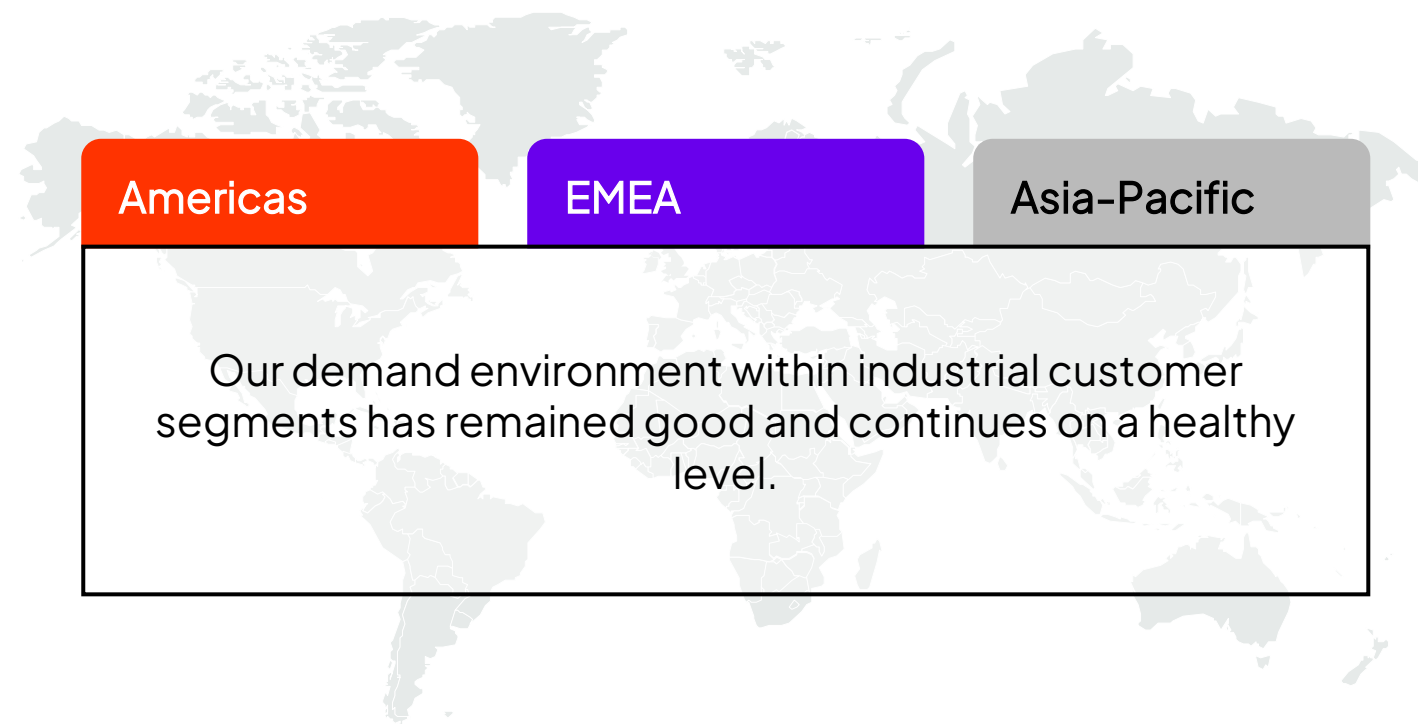 Americas
EMEA
Asia-Pacific
Our demand environment within industrial customer
segments has remained good and continues on a healthy
level.